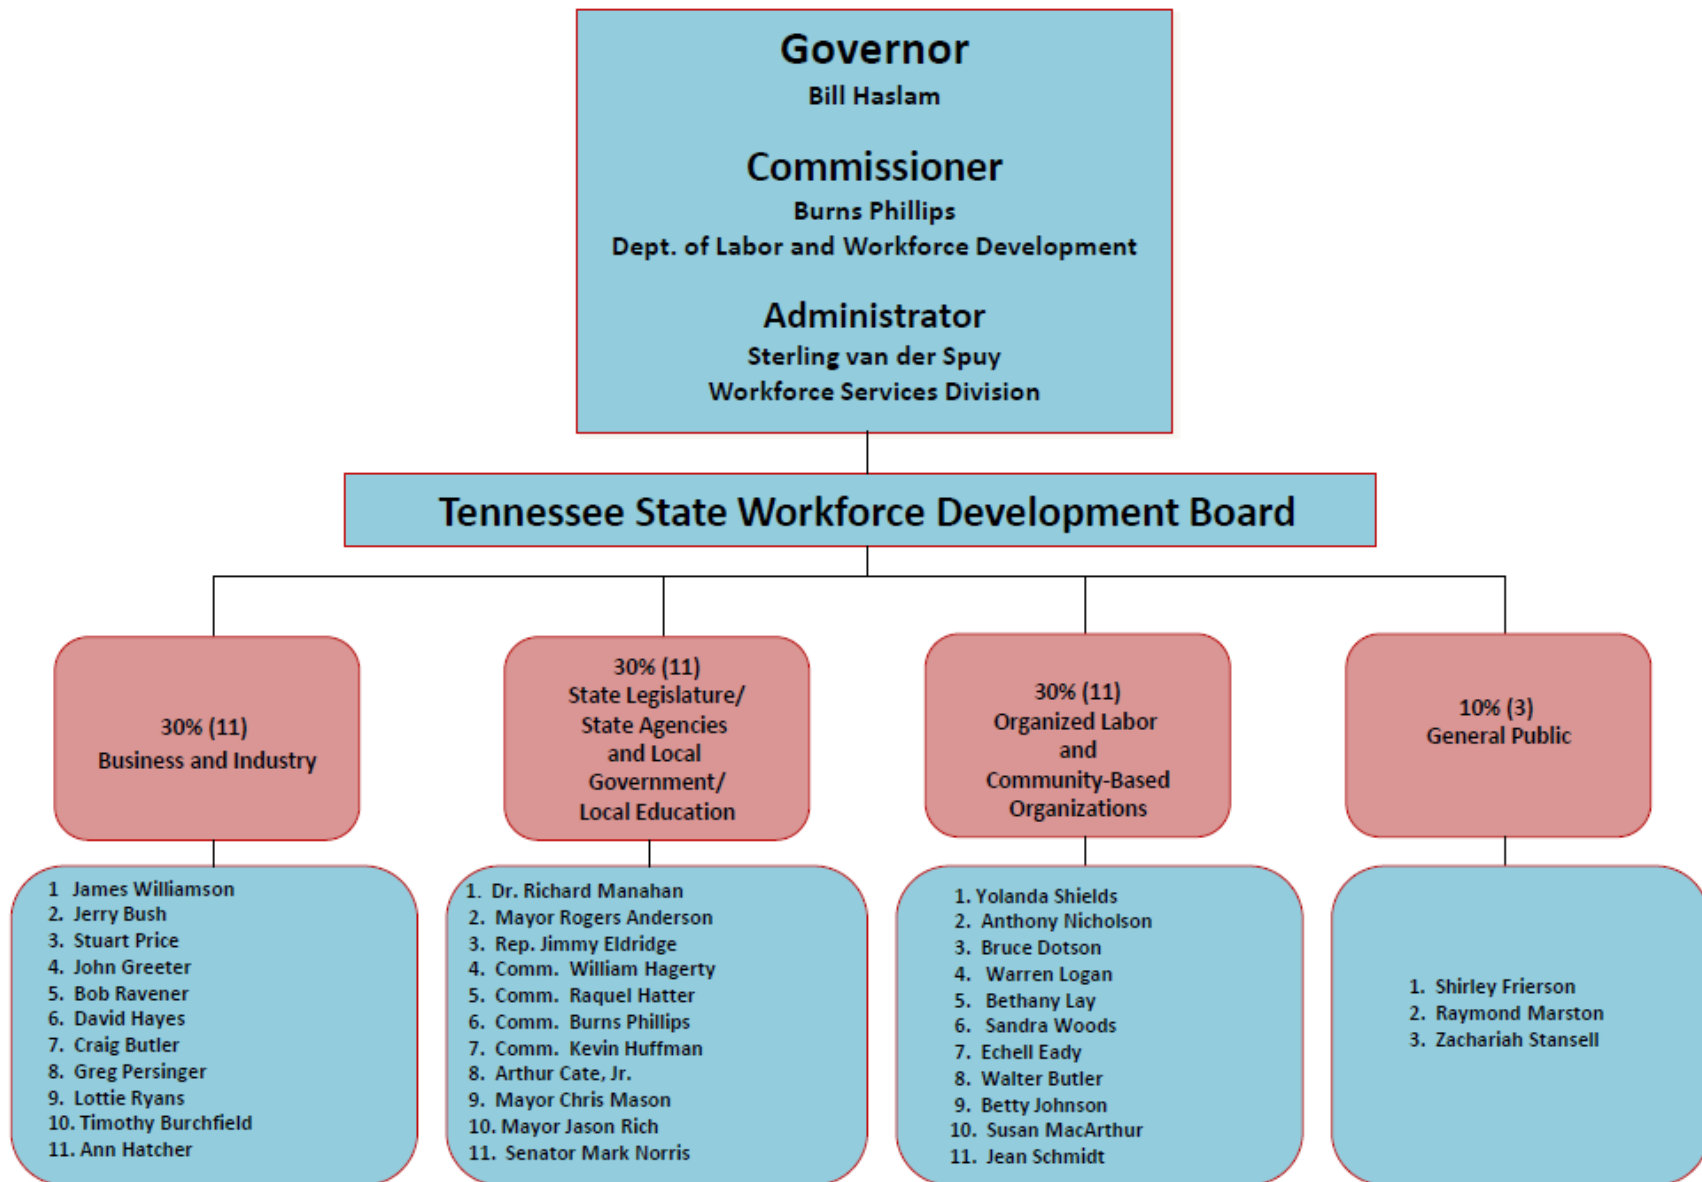 Governor
Bill Haslam
Commissioner
Burns Phillips
Dept. of Labor and Workforce Development
Administrator
Sterling van der Spuy
Workforce Services Division
Tennessee State Workforce Development Board
30% (11)
Business and Industry
30% (11)
State Legislature/
State Agencies
and Local
Government/
Local Education
30% (11)
Organized Labor
and
Community-Based
Organizations
10% (3)
General Public
1 James Williamson
2. Jerry Bush
3. Stuart Price
4. John Greeter
5. Bob Ravener
6. David Hayes
7. Craig Butler
8. Greg Persinger
9. Lottie Ryans
10. Timothy Burchfield
11. Ann Hatcher
1. Dr. Richard Manahan
2. Mayor Rogers Anderson
3. Rep. Jimmy Eldridge
4. Comm. William Hagerty
5. Comm. Raquel Hatter
6. Comm. Burns Phillips
7. Comm. Kevin Huffman
8. Arthur Cate, Jr.
9. Mayor Chris Mason
10. Mayor Jason Rich
11. Senator Mark Norris
1. Yolanda Shields
2. Anthony Nicholson
3. Bruce Dotson
4. Warren Logan
5. Bethany Lay
6. Sandra Woods
7. Echell Eady
8. Walter Butler
9. Betty Johnson
10. Susan MacArthur
11. Jean Schmidt
1. Shirley Frierson
2. Raymond Marston
3. Zachariah Stansell